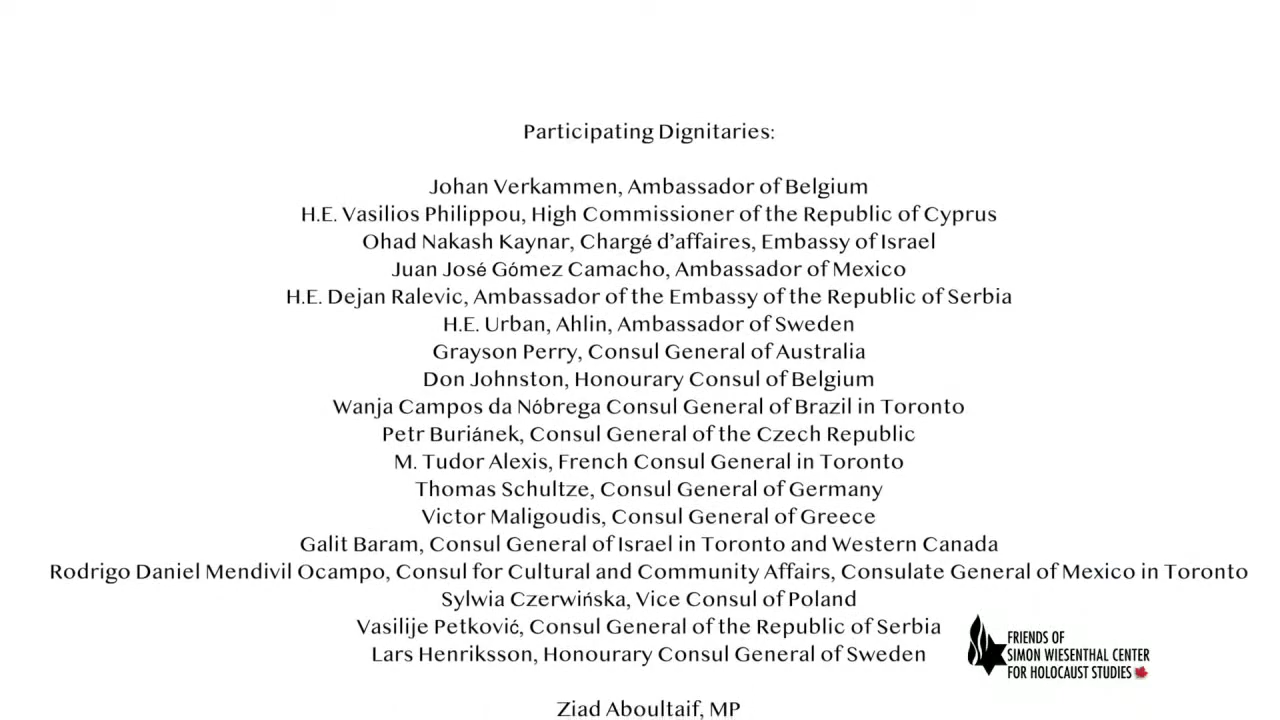 Participating Dignitaries:
Johan Verkammen, Ambassador of Belgium
H.E. Vasilios Philippou, High Commissioner of the Republic of Cyprus
Ohad Nakash Kaynar, Chargé d’affaires, Embassy of Israel
Juan José Gómez Camacho, Ambassador of Mexico
H.E. Dejan Ralevic, Ambassador of the Embassy of the Republic of Serbia
H.E. Urban, Ahlin, Ambassador of Sweden
Grayson Perry, Consul General of Australia
Don Johnston, Honourary Consul of Belgium
Wanja Campos da Nóbrega Consul General of Brazil in Toronto
Petr Buriánek, Consul General of the Czech Republic
M. Tudor Alexis, French Consul General in Toronto
Thomas Schultze, Consul General of Germany
Victor Maligoudis, Consul General of Greece
Galit Baram, Consul General of Israel in Toronto and Western Canada
Rodrigo Daniel Mendivil Ocampo, Consul for Cultural and Community Affairs, Consulate General of Mexico in Toronto
Sylwia Czerwińska, Vice Consul of Poland
Vasilije Petković, Consul General of the Republic of Serbia
Lars Henriksson, Honourary Consul General of Sweden
Ziad Aboultaif, MP
FRIENDS OF
SIMON WIESENTHAL CENTER
FOR HOLOCAUST STUDIES